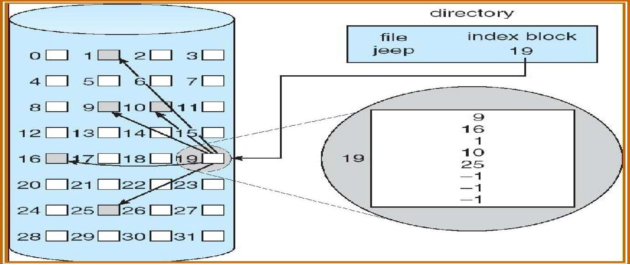 directory
file index block
jeep 19
0 1 2 3
4 5 6 7
8 9 10 11
12 13 14 15
16 17 18 19
20 21 22 23
24 25 26 27
28 29 30 31
19
9
16
1
10
25
−1
−1
−1